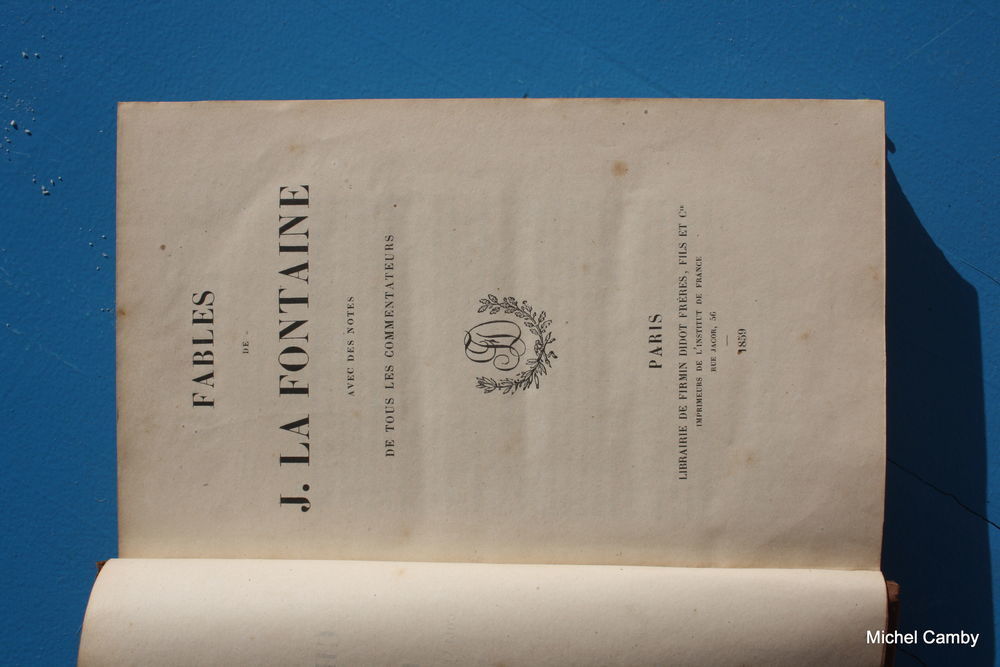 FABLES
DE
J. LA FONTAINE
AVEC DES NOTES
DE TOUS LES COMMENTATEURS
PARIS
LIBRAIRIE DE FIRMIN DIDOT FRÈRES, FILS ET Cie
IMPRIMEURS DE L'INSTITUT DE FRANCE
RUE JACOB, 56
—
1859
Michel Camby